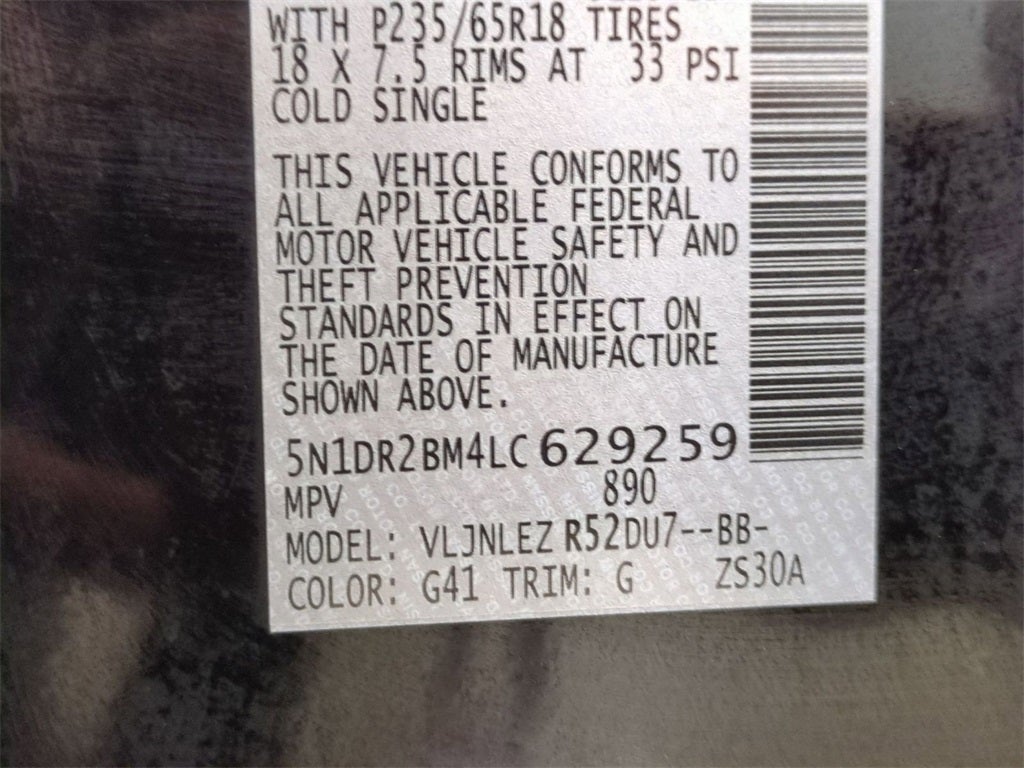 WITH P235/65R18 TIRES
18 X 7.5 RIMS AT 33 PSI
COLD SINGLE
THIS VEHICLE CONFORMS TO
ALL APPLICABLE FEDERAL
MOTOR VEHICLE SAFETY AND
THEFT PREVENTION
STANDARDS IN EFFECT ON
THE DATE OF MANUFACTURE
SHOWN ABOVE.
5N1DR2BM4LC629259
MPV 890
MODEL: VLJNLEZ R52DU7--BB-
COLOR: G41 TRIM: G ZS30A